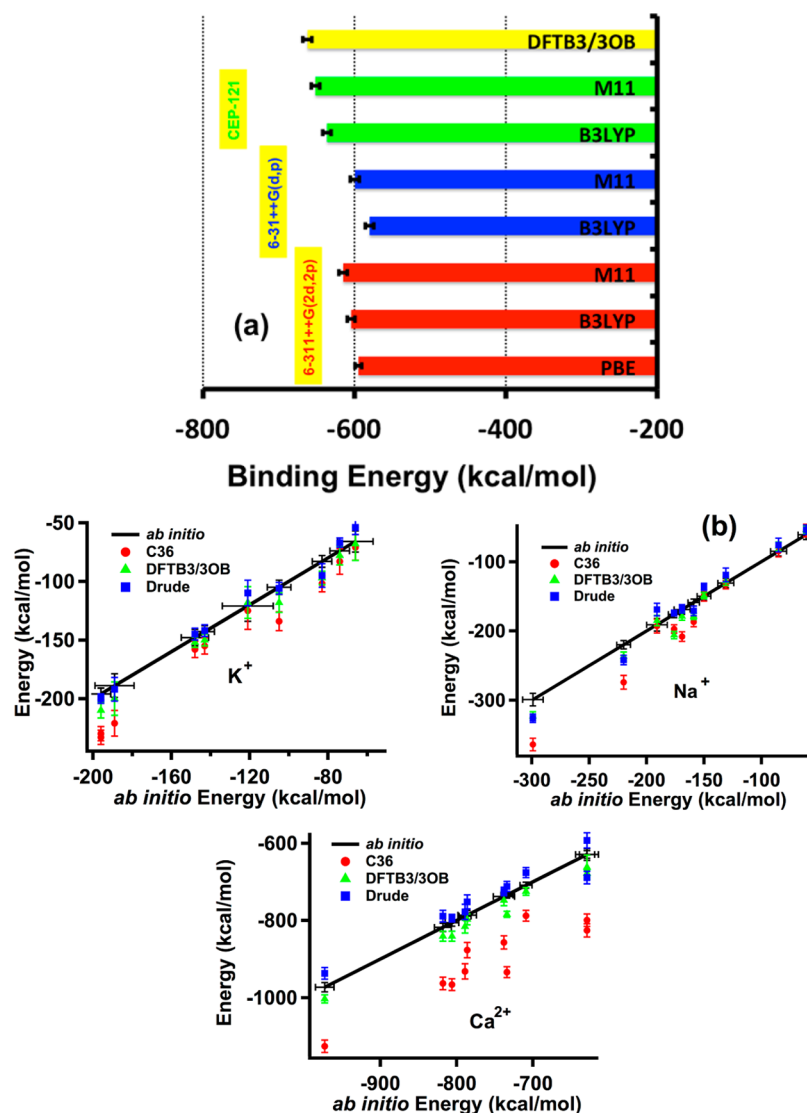 DFTB3/3OB
M11
CEP-121
B3LYP
M11
6-31++G(d,p)
B3LYP
M11
6-311++G(2d,2p)
(a)
B3LYP
PBE
-800 -600 -400 -200
Binding Energy (kcal/mol)
-50
-100
-150
-200
Energy (kcal/mol)
ab initio
C36
DFTB3/3OB
Drude
K+
-200 -160 -120 -80
ab initio Energy (kcal/mol)
(b)
-100
-200
-300
Energy (kcal/mol)
ab initio
C36
DFTB3/3OB
Drude
Na+
-300 -250 -200 -150 -100
ab initio Energy (kcal/mol)
-600
-800
-1000
Energy (kcal/mol)
ab initio
C36
DFTB3/3OB
Drude
Ca2+
-900 -800 -700
ab initio Energy (kcal/mol)